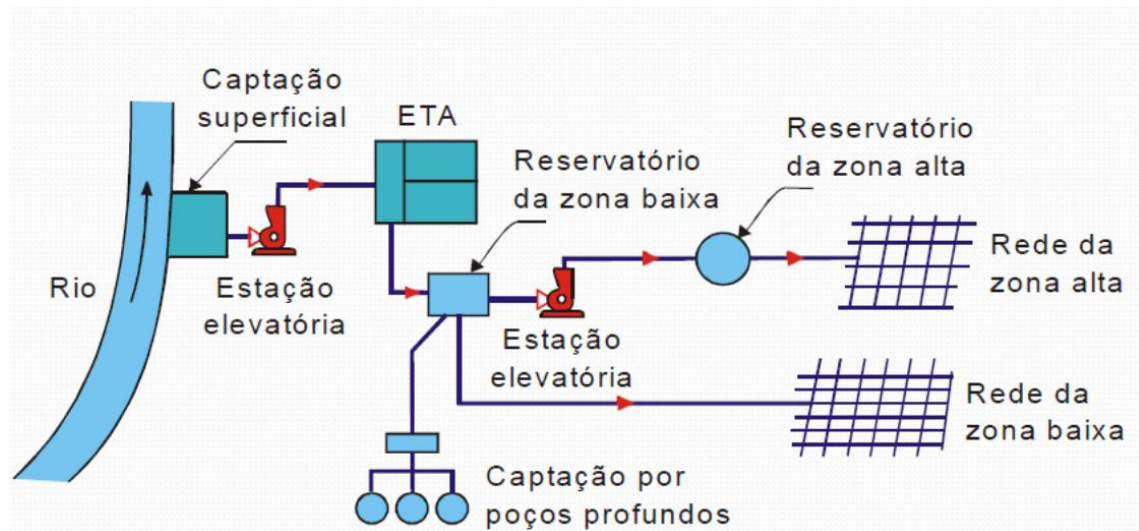 Captação
superficial
ETA
Reservatório
da zona baixa
Reservatório
da zona alta
Rio
Estação
elevatória
Estação
elevatória
Rede da
zona alta
Rede da
zona baixa
Captação por
poços profundos